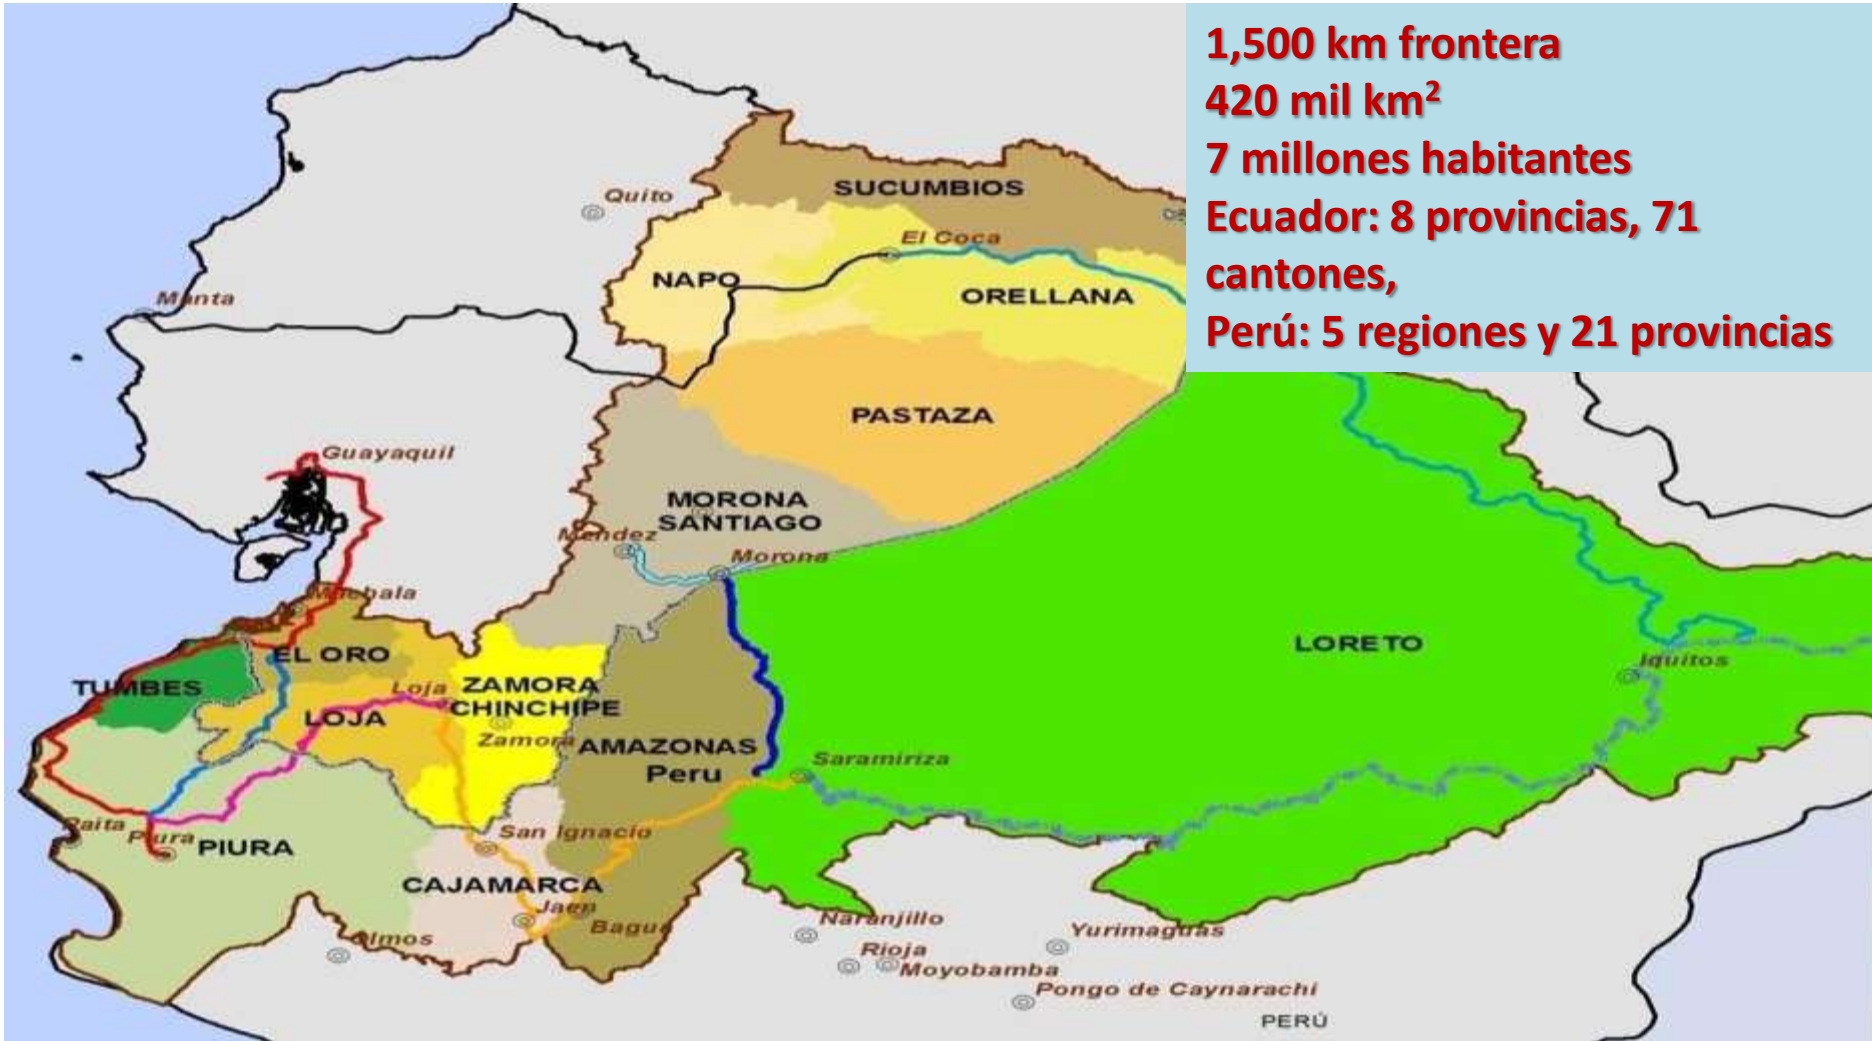 1,500 km frontera
420 mil km²
7 millones habitantes
Ecuador: 8 provincias, 71
cantones,
Perú: 5 regiones y 21 provincias
SUCUMBIOS
Quito
El Coca
NAPO
ORELLANA
Manta
PASTAZA
Guayaquil
MORONA
SANTIAGO
Mendez
Morona
Machala
EL ORO
LORETO
Iquitos
TUMBES
Loja
ZAMORA
CHINCHIPE
LOJA
Zamora
AMAZONAS
Peru
Saramiriza
Paita
Piura
PIURA
San Ignacio
CAJAMARCA
Jaen
Bagua
Olmos
Naranjillo
Yurimaguas
Rioja
Moyobamba
Pongo de Caynarachi
PERÚ